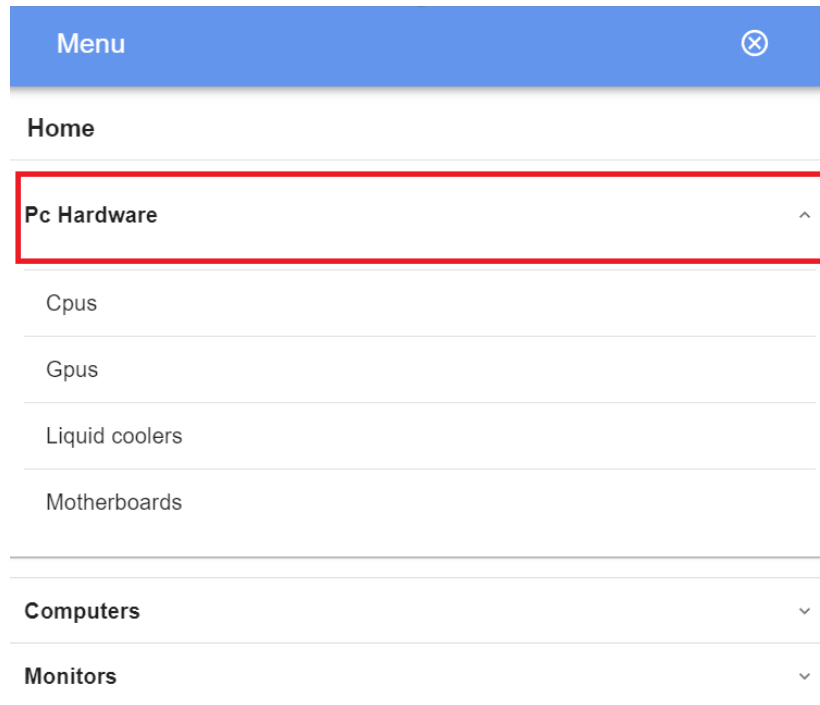 Menu
Home
Pc Hardware
Cpus
Gpus
Liquid coolers
Motherboards
Computers
Monitors